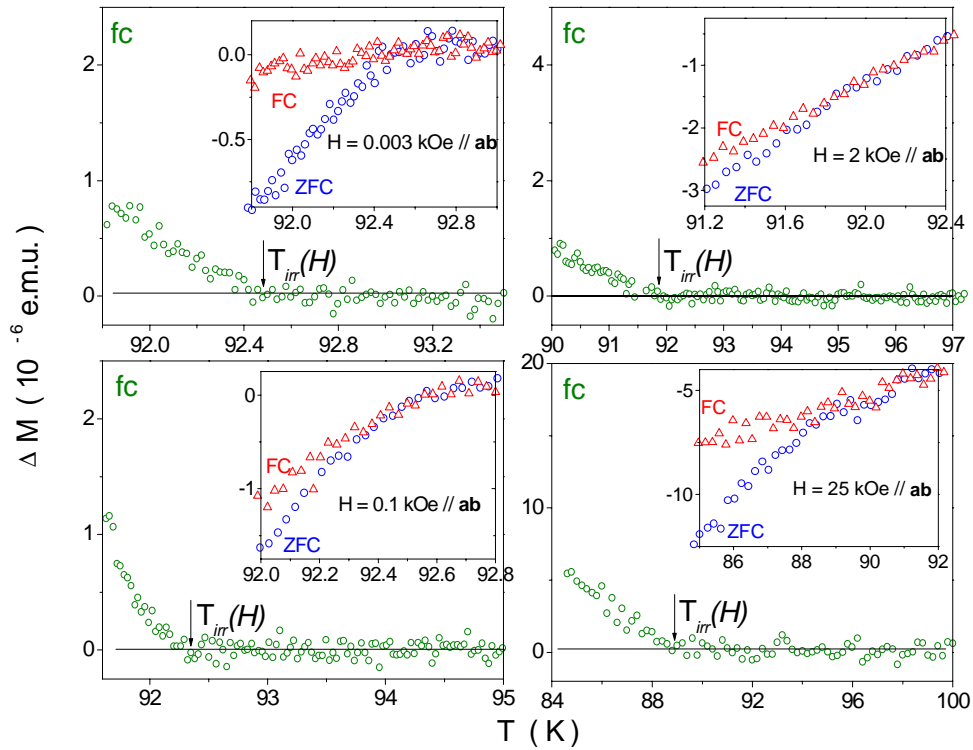 fc
2
1
0
92.0
92.4
92.8
93.2
T_irr(H)
0.0
-0.5
92.0
92.4
92.8
FC
ZFC
H = 0.003 kOe // ab
fc
4
2
0
90 91 92 93 94 95 96 97
T_irr(H)
-1
-2
-3
91.2 91.6 92.0 92.4
FC
ZFC
H = 2 kOe // ab
fc
2
1
0
92 93 94 95
T_irr(H)
0
-1
92.0 92.2 92.4 92.6 92.8
FC
ZFC
H = 0.1 kOe // ab
fc
20
15
10
5
0
84 88 92 96 100
T_irr(H)
-5
-10
86 88 90 92
FC
ZFC
H = 25 kOe // ab
Δ M ( 10 ⁻⁶ e.m.u. )
T ( K )